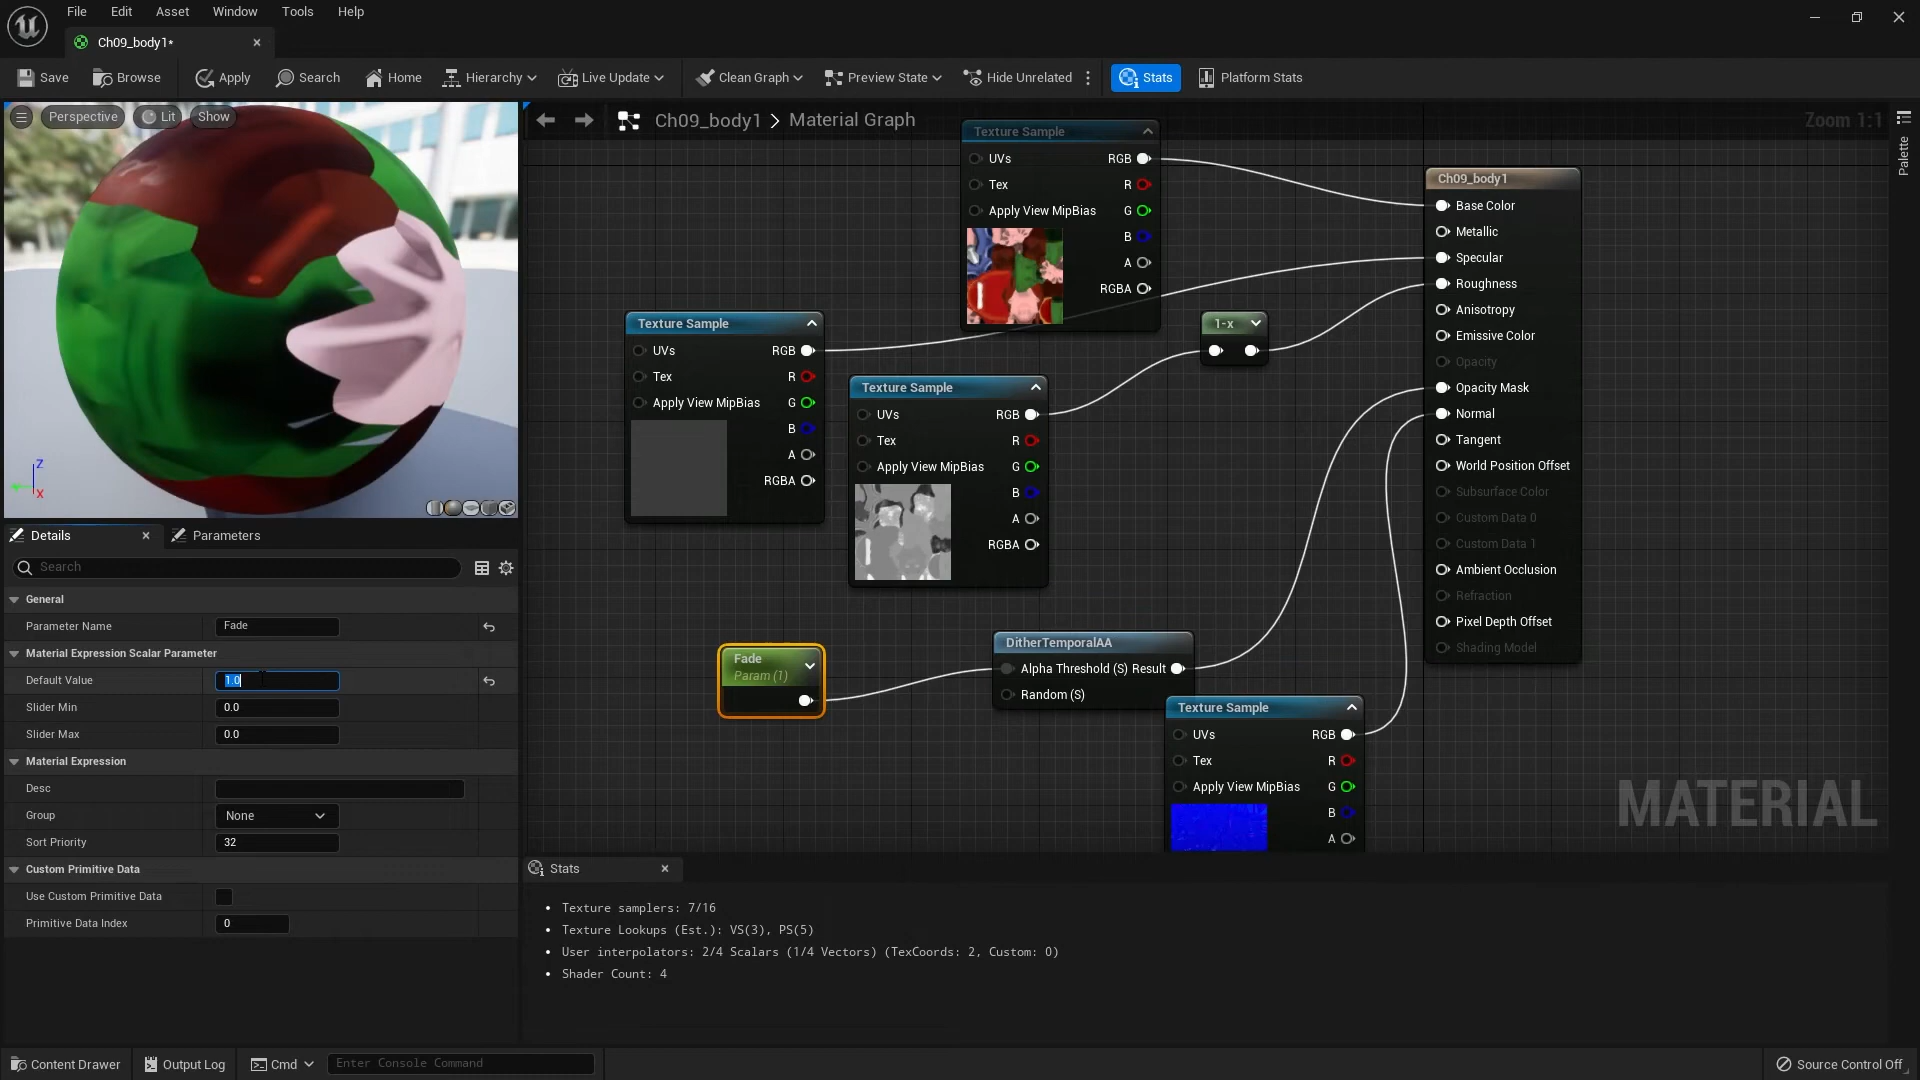 File Edit Asset Window Tools Help
Ch09_body1*
Save Browse Apply Search Home Hierarchy Live Update Clean Graph Preview State Hide Unrelated Stats Platform Stats
Perspective Lit Show
Ch09_body1 > Material Graph
Zoom 1:1
Palette
Texture Sample
UVs RGB
Tex R
Apply View MipBias G
B
A
RGBA
Texture Sample
UVs RGB
Tex R
Apply View MipBias G
B
A
RGBA
Texture Sample
UVs RGB
Tex R
Apply View MipBias G
B
A
RGBA
1-x
Ch09_body1
Base Color
Metallic
Specular
Roughness
Anisotropy
Emissive Color
Opacity
Opacity Mask
Normal
Tangent
World Position Offset
Subsurface Color
Custom Data 0
Custom Data 1
Ambient Occlusion
Refraction
Pixel Depth Offset
Shading Model
Fade
Param (1)
DitherTemporalAA
Alpha Threshold (S) Result
Random (S)
Texture Sample
UVs RGB
Tex R
Apply View MipBias G
B
A
MATERIAL
Z
X
Details Parameters
Search
General
Parameter Name Fade
Material Expression Scalar Parameter
Default Value 1.0
Slider Min 0.0
Slider Max 0.0
Material Expression
Desc
Group None
Sort Priority 32
Custom Primitive Data
Use Custom Primitive Data
Primitive Data Index 0
Stats
• Texture samplers: 7/16
• Texture Lookups (Est.): VS(3), PS(5)
• User interpolators: 2/4 Scalars (1/4 Vectors) (TexCoords: 2, Custom: 0)
• Shader Count: 4
Content Drawer Output Log Cmd Enter Console Command Source Control Off